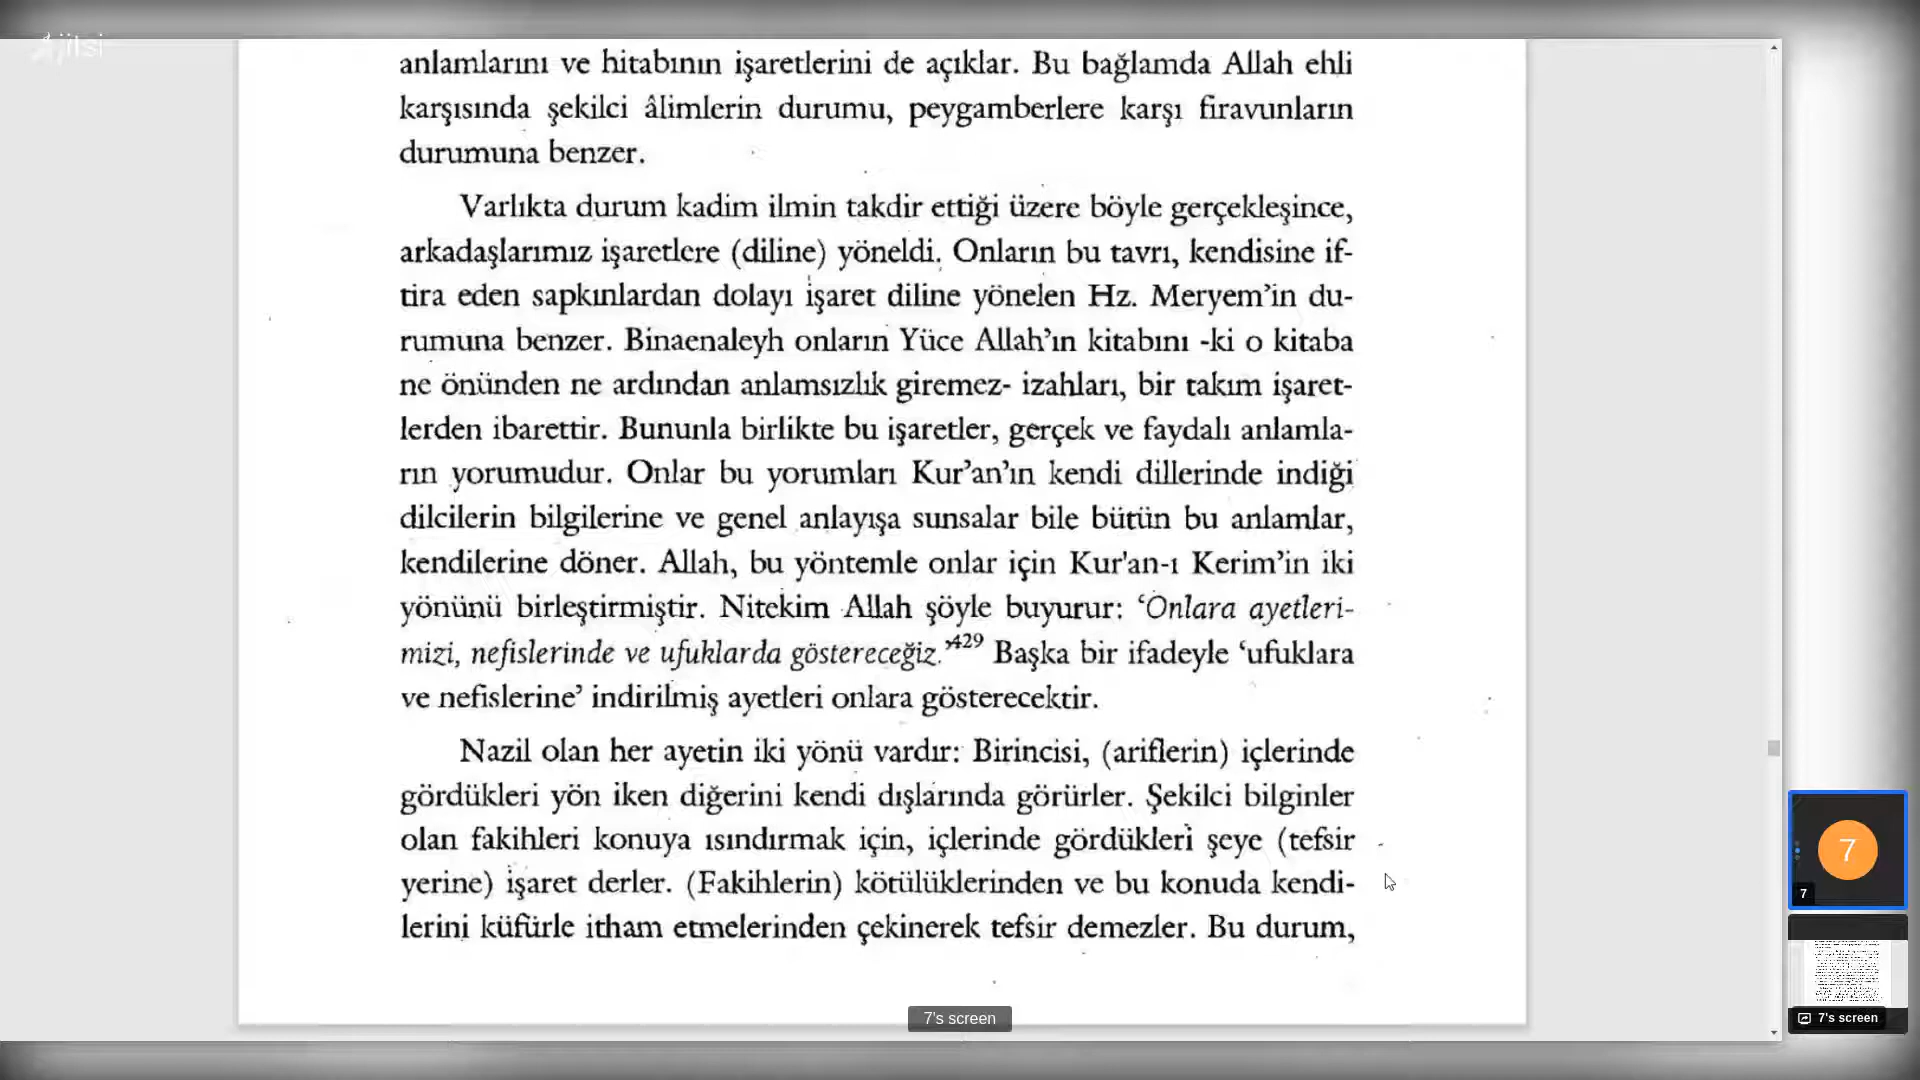 jitsi
anlamlarını ve hitabının işaretlerini de açıklar. Bu bağlamda Allah ehli
karşısında şekilci âlimlerin durumu, peygamberlere karşı firavunların
durumuna benzer.
Varlıkta durum kadim ilmin takdir ettiği üzere böyle gerçekleşince,
arkadaşlarımız işaretlere (diline) yöneldi. Onların bu tavrı, kendisine if-
tira eden sapkınlardan dolayı işaret diline yönelen Hz. Meryem’in du-
rumuna benzer. Binaenaleyh onların Yüce Allah’ın kitabını -ki o kitaba
ne önünden ne ardından anlamsızlık giremez- izahları, bir takım işaret-
lerden ibarettir. Bununla birlikte bu işaretler, gerçek ve faydalı anlamla-
rın yorumudur. Onlar bu yorumları Kur’an’ın kendi dillerinde indiği
dilcilerin bilgilerine ve genel anlayışa sunsalar bile bütün bu anlamlar,
kendilerine döner. Allah, bu yöntemle onlar için Kur'an-ı Kerim’in iki
yönünü birleştirmiştir. Nitekim Allah şöyle buyurur: ‘Onlara ayetleri-
mizi, nefislerinde ve ufuklarda göstereceğiz.’429 Başka bir ifadeyle ‘ufuklara
ve nefislerine’ indirilmiş ayetleri onlara gösterecektir.
Nazil olan her ayetin iki yönü vardır: Birincisi, (ariflerin) içlerinde
gördükleri yön iken diğerini kendi dışlarında görürler. Şekilci bilginler
olan fakihleri konuya ısındırmak için, içlerinde gördükleri şeye (tefsir
yerine) işaret derler. (Fakihlerin) kötülüklerinden ve bu konuda kendi-
lerini küfürle itham etmelerinden çekinerek tefsir demezler. Bu durum,
7's screen
7
7
7's screen